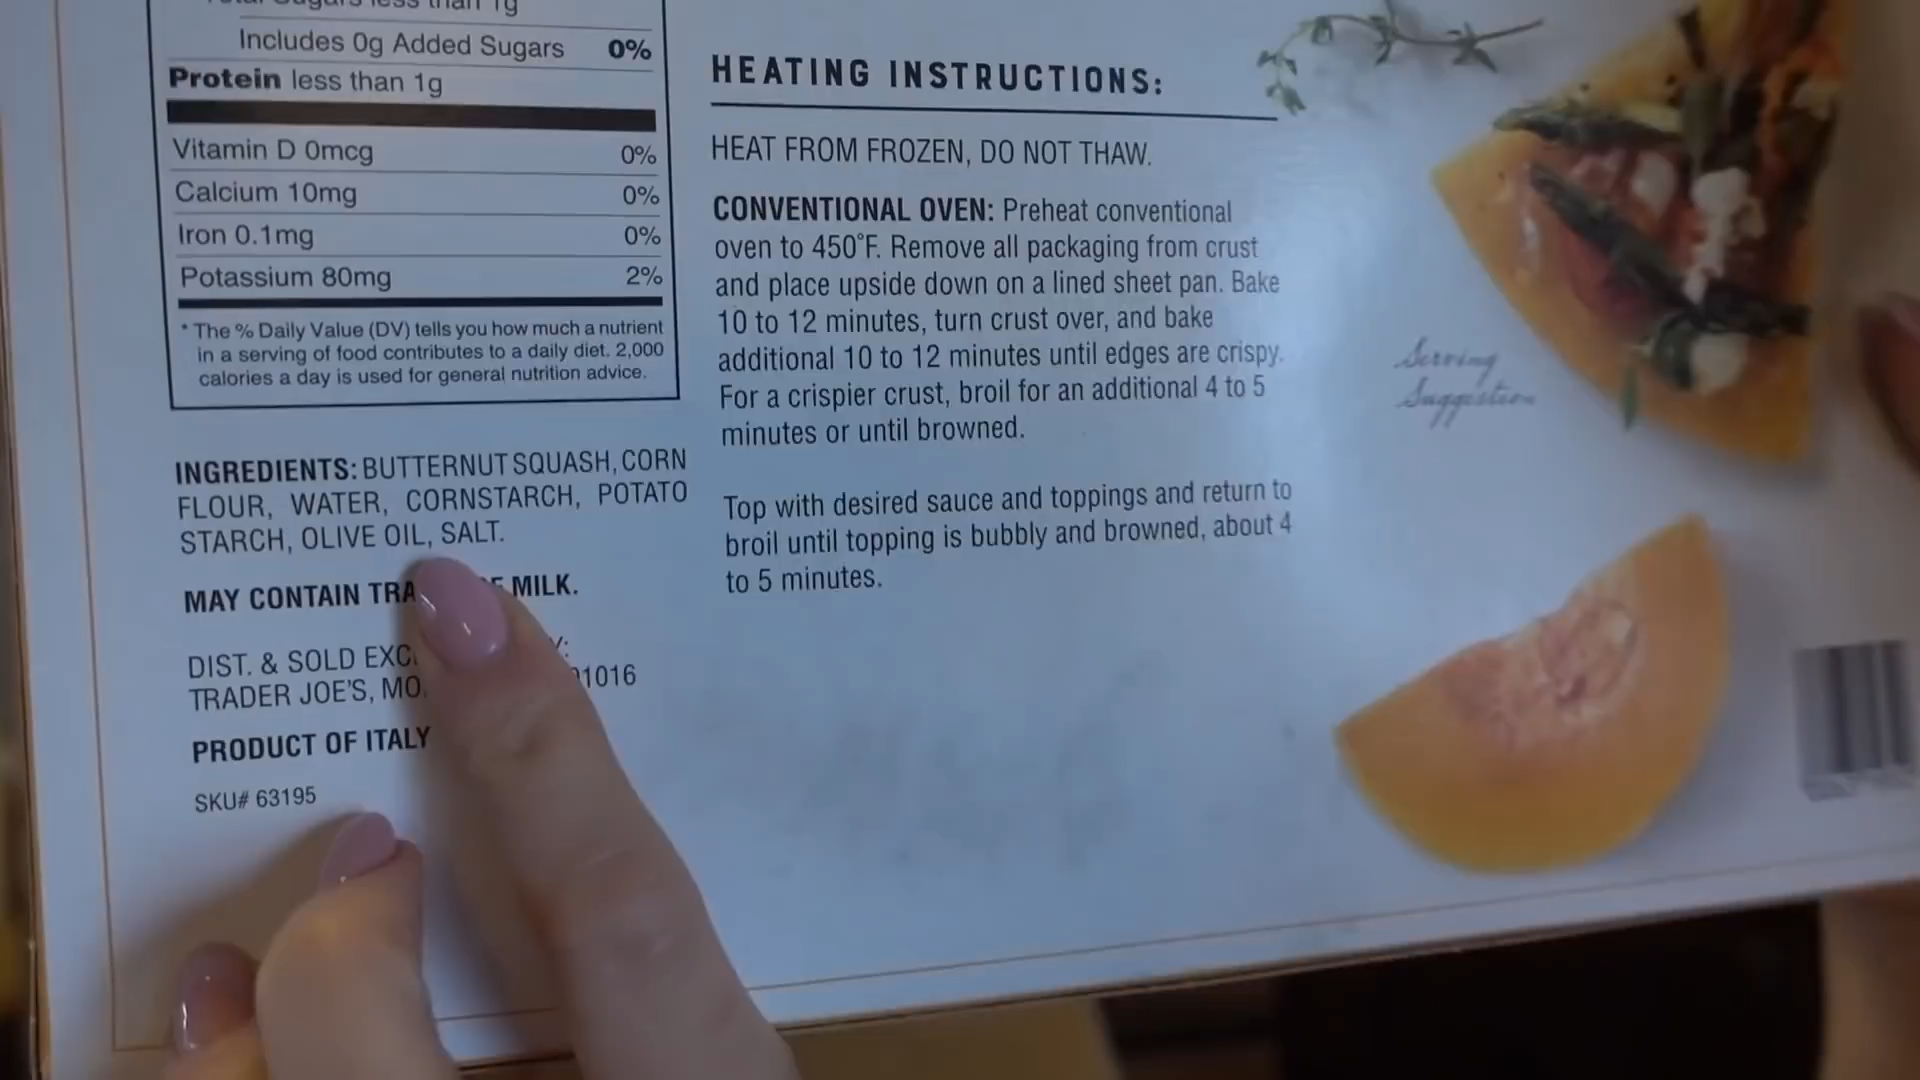 Total Sugars less than 1g
Includes 0g Added Sugars 0%
Protein less than 1g
Vitamin D 0mcg 0%
Calcium 10mg 0%
Iron 0.1mg 0%
Potassium 80mg 2%
* The % Daily Value (DV) tells you how much a nutrient
in a serving of food contributes to a daily diet. 2,000
calories a day is used for general nutrition advice.
INGREDIENTS: BUTTERNUT SQUASH, CORN
FLOUR, WATER, CORNSTARCH, POTATO
STARCH, OLIVE OIL, SALT.
MAY CONTAIN MILK.
DIST. & SOLD
TRADER JOE'S,
PRODUCT OF ITALY
SKU# 63195
HEATING INSTRUCTIONS:
HEAT FROM FROZEN, DO NOT THAW.
CONVENTIONAL OVEN: Preheat conventional
oven to 450°F. Remove all packaging from crust
and place upside down on a lined sheet pan. Bake
10 to 12 minutes, turn crust over, and bake
additional 10 to 12 minutes until edges are crispy.
For a crispier crust, broil for an additional 4 to 5
minutes or until browned.
Top with desired sauce and toppings and return to
broil until topping is bubbly and browned, about 4
to 5 minutes.
Serving
Suggestion